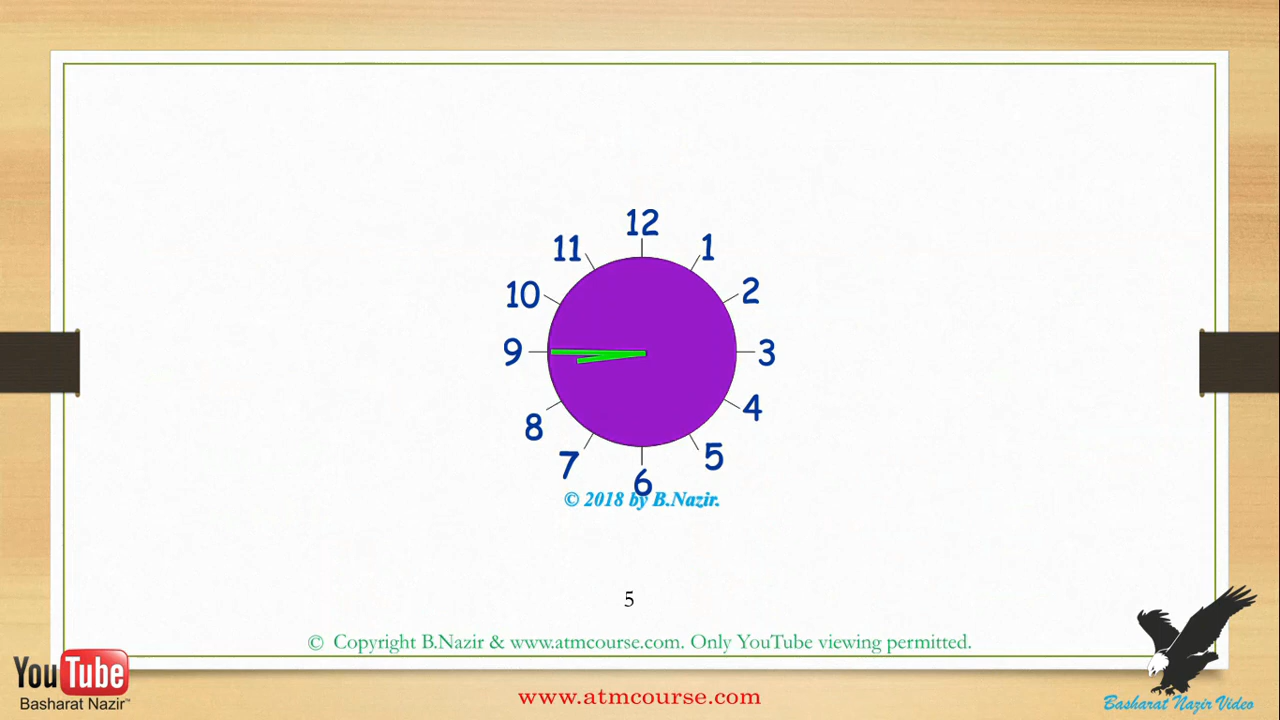 12
11
1
10
2
9
3
8
4
7
5
6
© 2018 by B.Nazir.
5
© Copyright B.Nazir & www.atmcourse.com. Only YouTube viewing permitted.
YouTube
Basharat Nazir™
www.atmcourse.com
Basharat Nazir Video